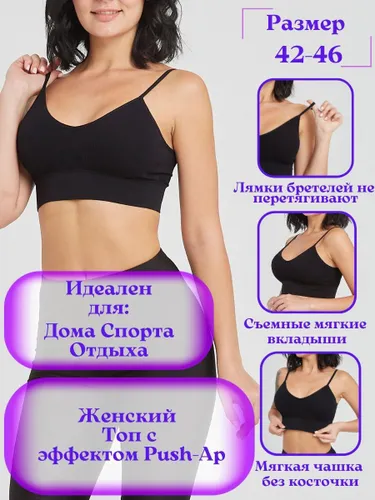 Размер
42-46
Лямки бретелей не
перетягивают
Съемные мягкие
вкладыши
Мягкая чашка
без косточки
Идеален
для:
Дома Спорта
Отдыха
Женский
Топ с
эффектом Push-Ap